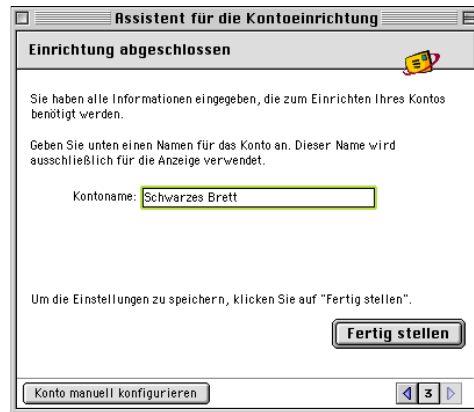 Assistent für die Kontoeinrichtung
Einrichtung abgeschlossen
Sie haben alle Informationen eingegeben, die zum Einrichten Ihres Kontos
benötigt werden.
Geben Sie unten einen Namen für das Konto an. Dieser Name wird
ausschließlich für die Anzeige verwendet.
Kontoname: Schwarzes Brett
Um die Einstellungen zu speichern, klicken Sie auf "Fertig stellen".
Fertig stellen
Konto manuell konfigurieren 3